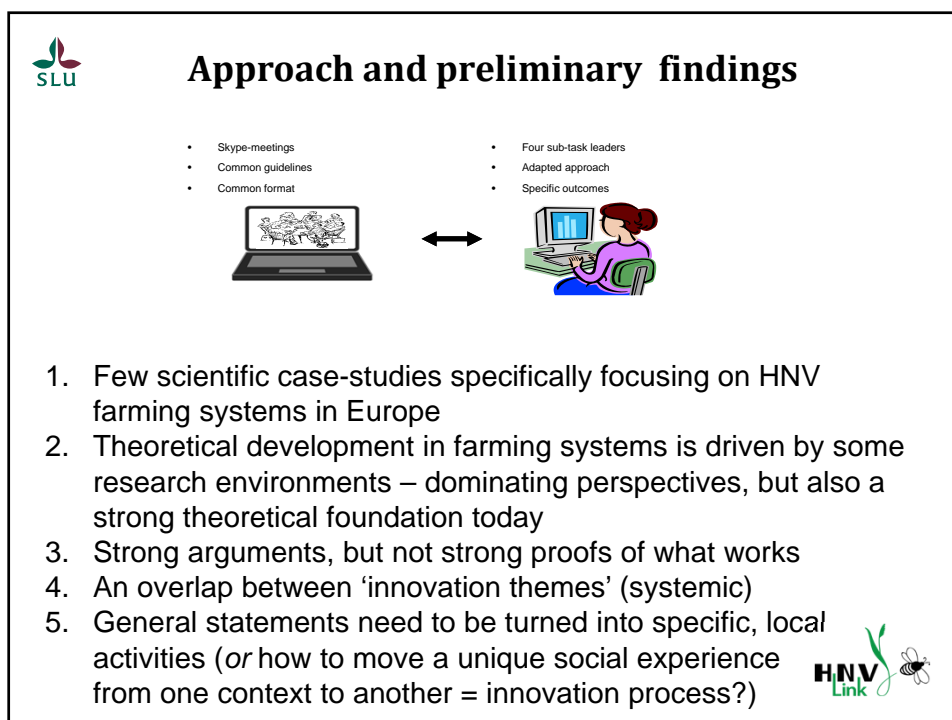 SLU
Approach and preliminary findings
• Skype-meetings
• Common guidelines
• Common format
• Four sub-task leaders
• Adapted approach
• Specific outcomes
1. Few scientific case-studies specifically focusing on HNV
farming systems in Europe
2. Theoretical development in farming systems is driven by some
research environments – dominating perspectives, but also a
strong theoretical foundation today
3. Strong arguments, but not strong proofs of what works
4. An overlap between ‘innovation themes’ (systemic)
5. General statements need to be turned into specific, local
activities (or how to move a unique social experience
from one context to another = innovation process?)
HNV
Link